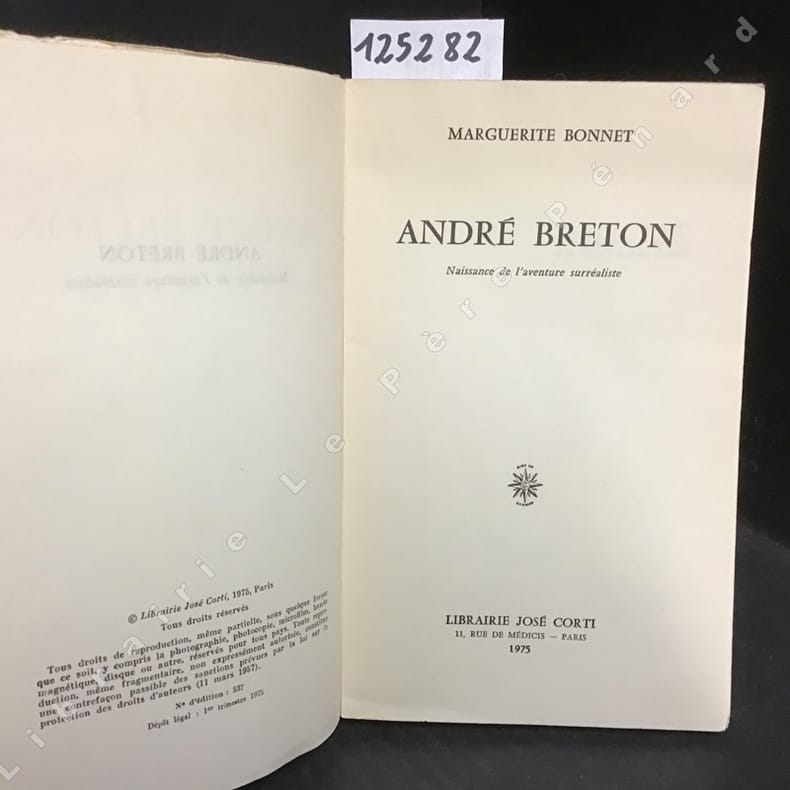 125282
MARGUERITE BONNET
ANDRÉ BRETON
Naissance de l'aventure surréaliste
LIBRAIRIE JOSÉ CORTI
11, RUE DE MÉDICIS — PARIS
1975
© Librairie José Corti, 1975, Paris
Tous droits réservés
Tous droits de reproduction, même partielle, sous quelque forme
que ce soit, y compris la photographie, photocopie, microfilm, bande
magnétique, disque ou autre, réservés pour tous pays. Toute repro-
duction, même fragmentaire, non expressément autorisée, constitue
une contrefaçon passible des sanctions prévues par la loi sur la
protection des droits d'auteurs (11 mars 1957).
N° d'édition : 537
Dépôt légal : 1er trimestre 1975
Librairie Le Père Pénard